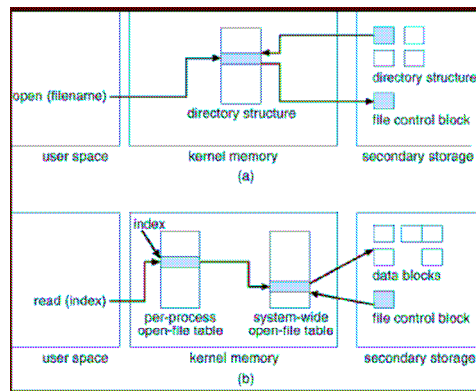 directory structure
open (filename)
directory structure
file control block
user space
kernel memory
secondary storage
(a)
index
data blocks
read (index)
per-process
open-file table
system-wide
open-file table
file control block
user space
kernel memory
secondary storage
(b)